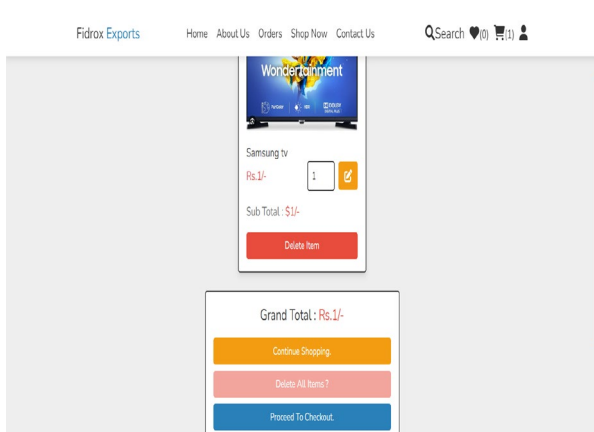 Fidrox Exports Home About Us Orders Shop Now Contact Us Search (0) (1)
Wondertainment
Samsung tv
Rs.1/- 1
Sub Total : $1/-
Delete Item
Grand Total : Rs.1/-
Continue Shopping.
Delete All Items ?
Proceed To Checkout.